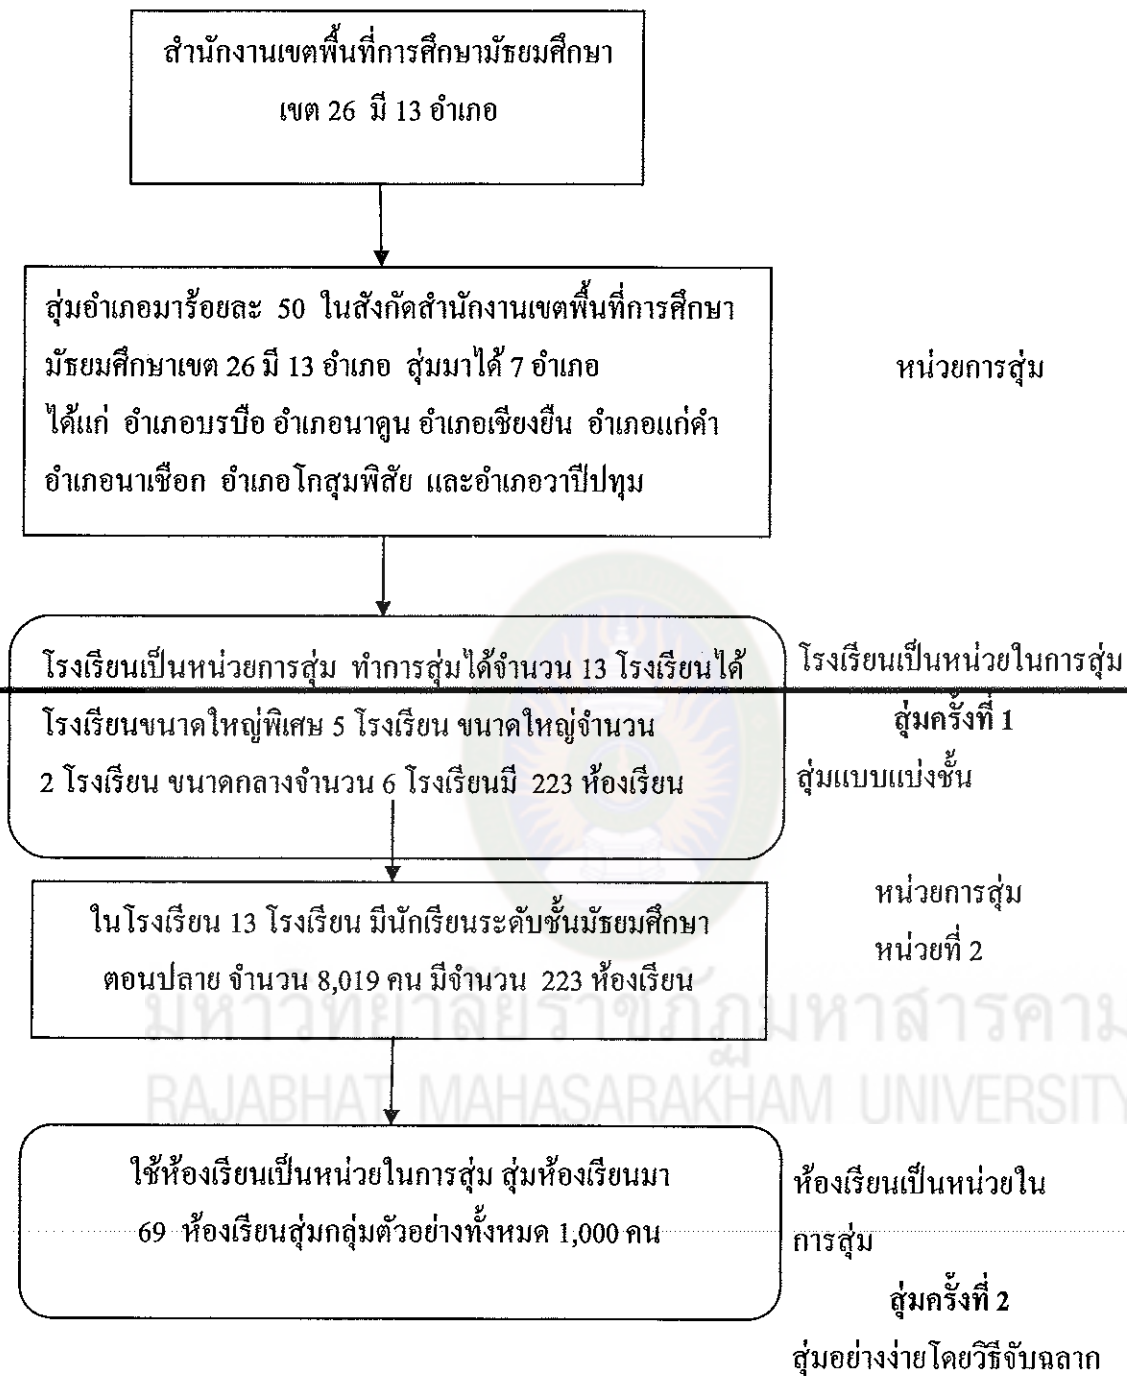 สำนักงานเขตพื้นที่การศึกษามัธยมศึกษา
เขต 26 มี 13 อำเภอ
สุ่มอำเภอมาร้อยละ 50 ในสังกัดสำนักงานเขตพื้นที่การศึกษา
มัธยมศึกษาเขต 26 มี 13 อำเภอ สุ่มมาได้ 7 อำเภอ
ได้แก่ อำเภอบรบือ อำเภอนาดูน อำเภอเชียงยืน อำเภอแก่ดำ
อำเภอนาเชือก อำเภอโกสุมพิสัย และอำเภอวาปีปทุม
หน่วยการสุ่ม
โรงเรียนเป็นหน่วยการสุ่ม ทำการสุ่มได้จำนวน 13 โรงเรียนได้
โรงเรียนขนาดใหญ่พิเศษ 5 โรงเรียน ขนาดใหญ่จำนวน
2 โรงเรียน ขนาดกลางจำนวน 6 โรงเรียนมี 223 ห้องเรียน
โรงเรียนเป็นหน่วยในการสุ่ม
สุ่มครั้งที่ 1
สุ่มแบบแบ่งชั้น
ในโรงเรียน 13 โรงเรียน มีนักเรียนระดับชั้นมัธยมศึกษา
ตอนปลาย จำนวน 8,019 คน มีจำนวน 223 ห้องเรียน
หน่วยการสุ่ม
หน่วยที่ 2
มหาวิทยาลัยราชภัฏมหาสารคาม
RAJABHAT MAHASARAKHAM UNIVERSITY
ใช้ห้องเรียนเป็นหน่วยในการสุ่ม สุ่มห้องเรียนมา
69 ห้องเรียนสุ่มกลุ่มตัวอย่างทั้งหมด 1,000 คน
ห้องเรียนเป็นหน่วยใน
การสุ่ม
สุ่มครั้งที่ 2
สุ่มอย่างง่ายโดยวิธีจับฉลาก